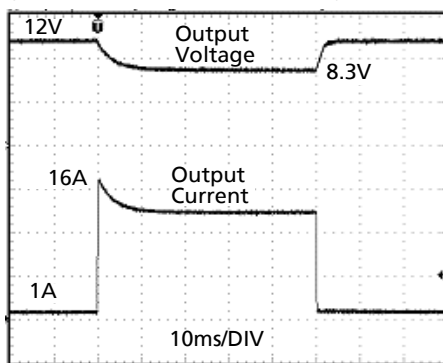 12V
Output
Voltage
8.3V
16A
Output
Current
1A
10ms/DIV